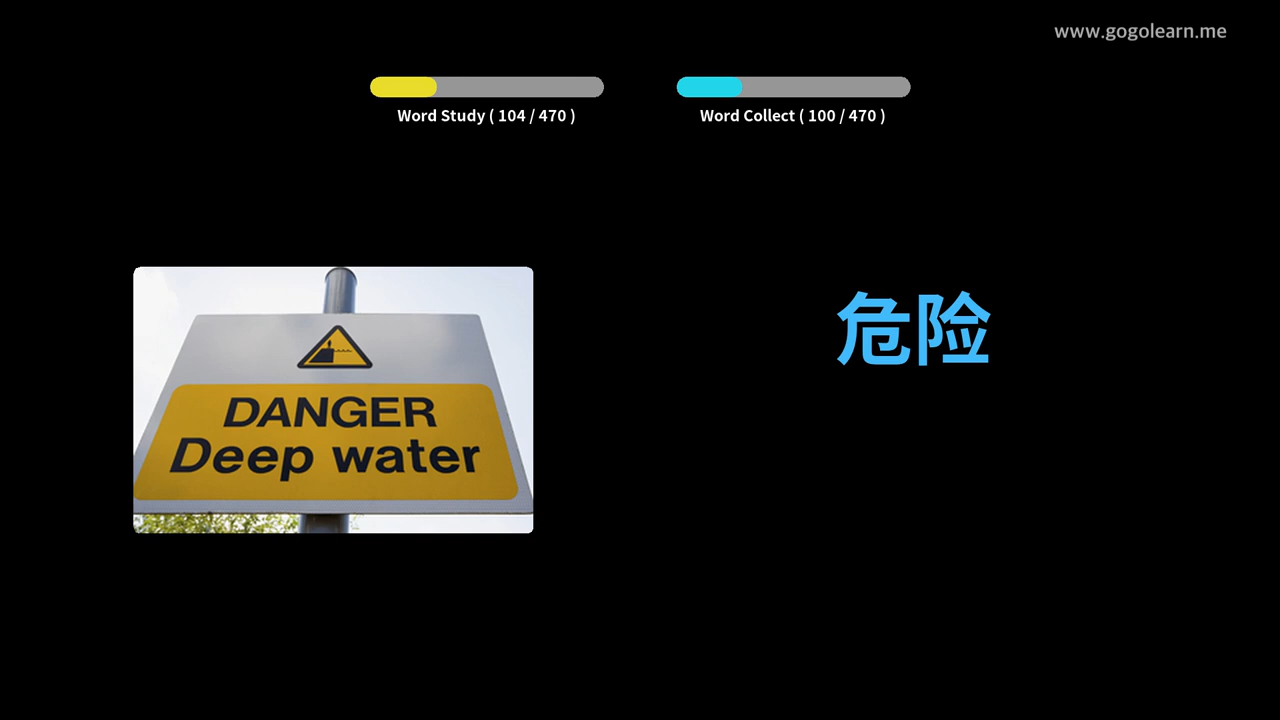 www.gogolearn.me
Word Study ( 104 / 470 )
Word Collect ( 100 / 470 )
危险
DANGER
Deep water